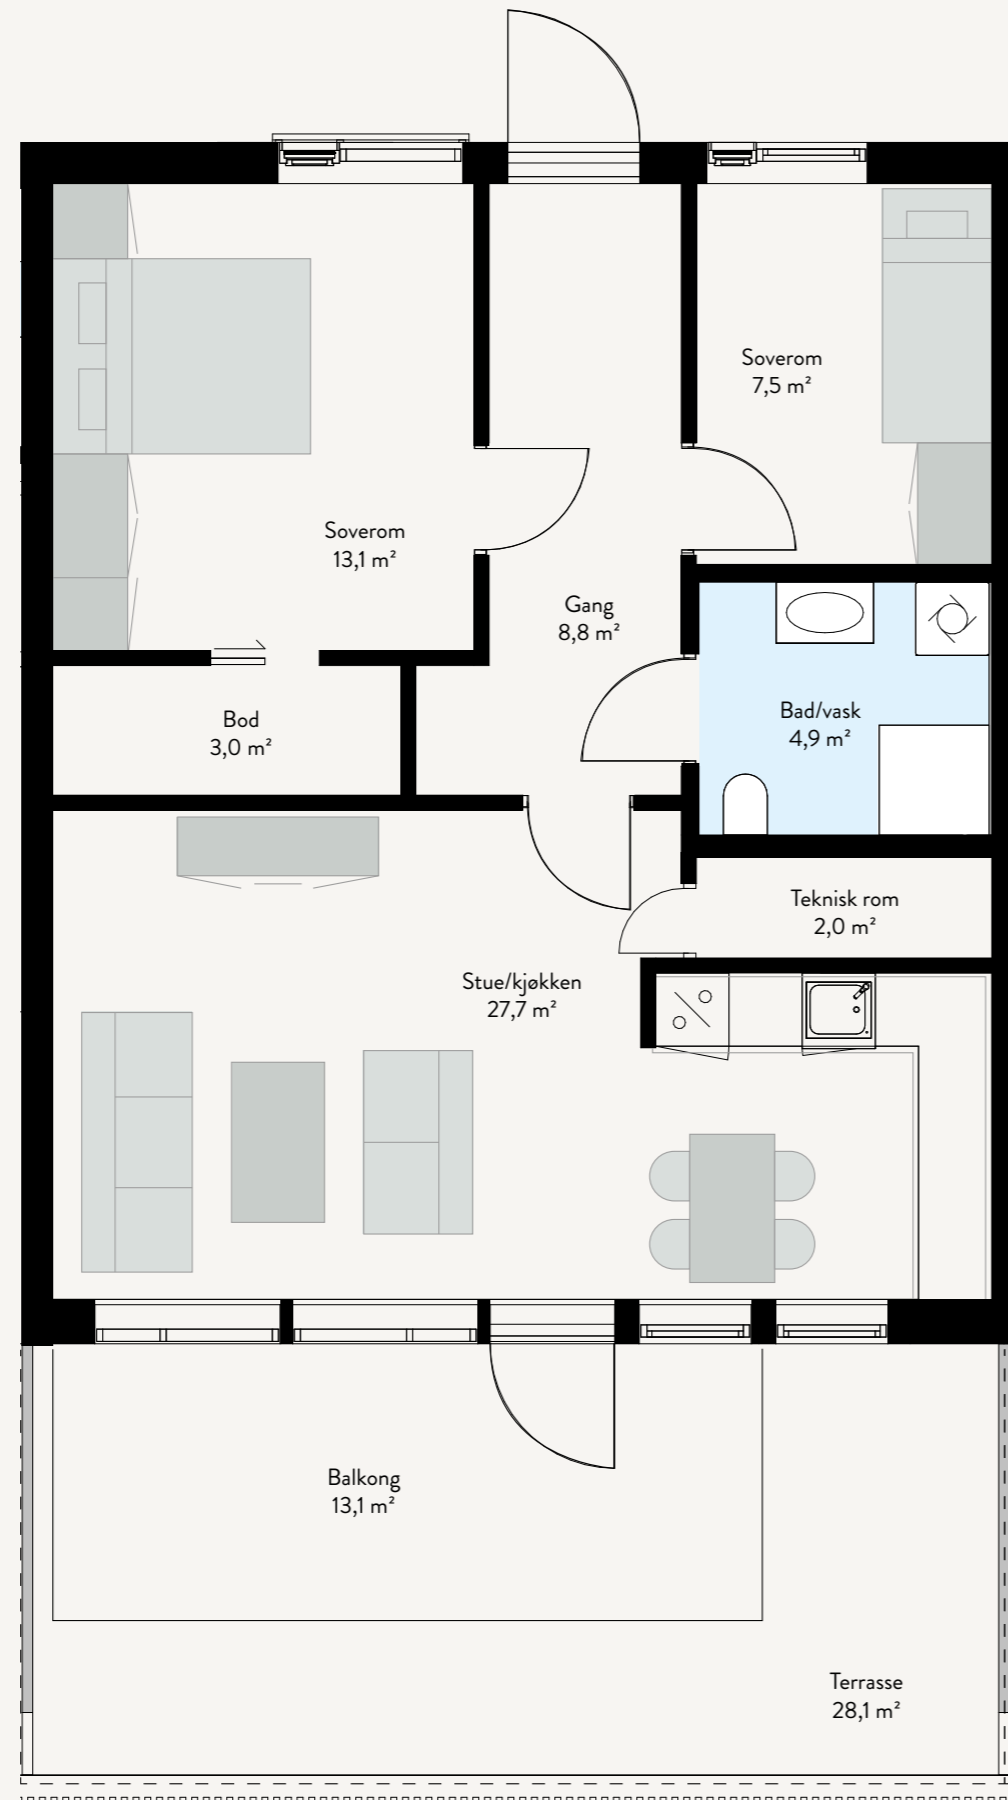 Soverom
7,5 m²
Soverom
13,1 m²
Gang
8,8 m²
Bod
3,0 m²
Bad/vask
4,9 m²
Teknisk rom
2,0 m²
Stue/kjøkken
27,7 m²
Balkong
13,1 m²
Terrasse
28,1 m²